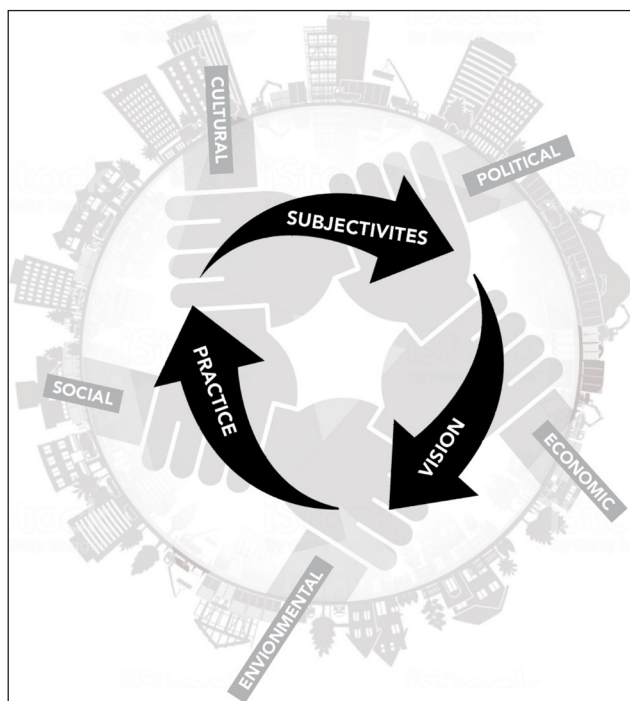 CULTURAL
POLITICAL
SUBJECTIVITES
PRACTICE
VISION
SOCIAL
ECONOMIC
ENVIONMENTAL